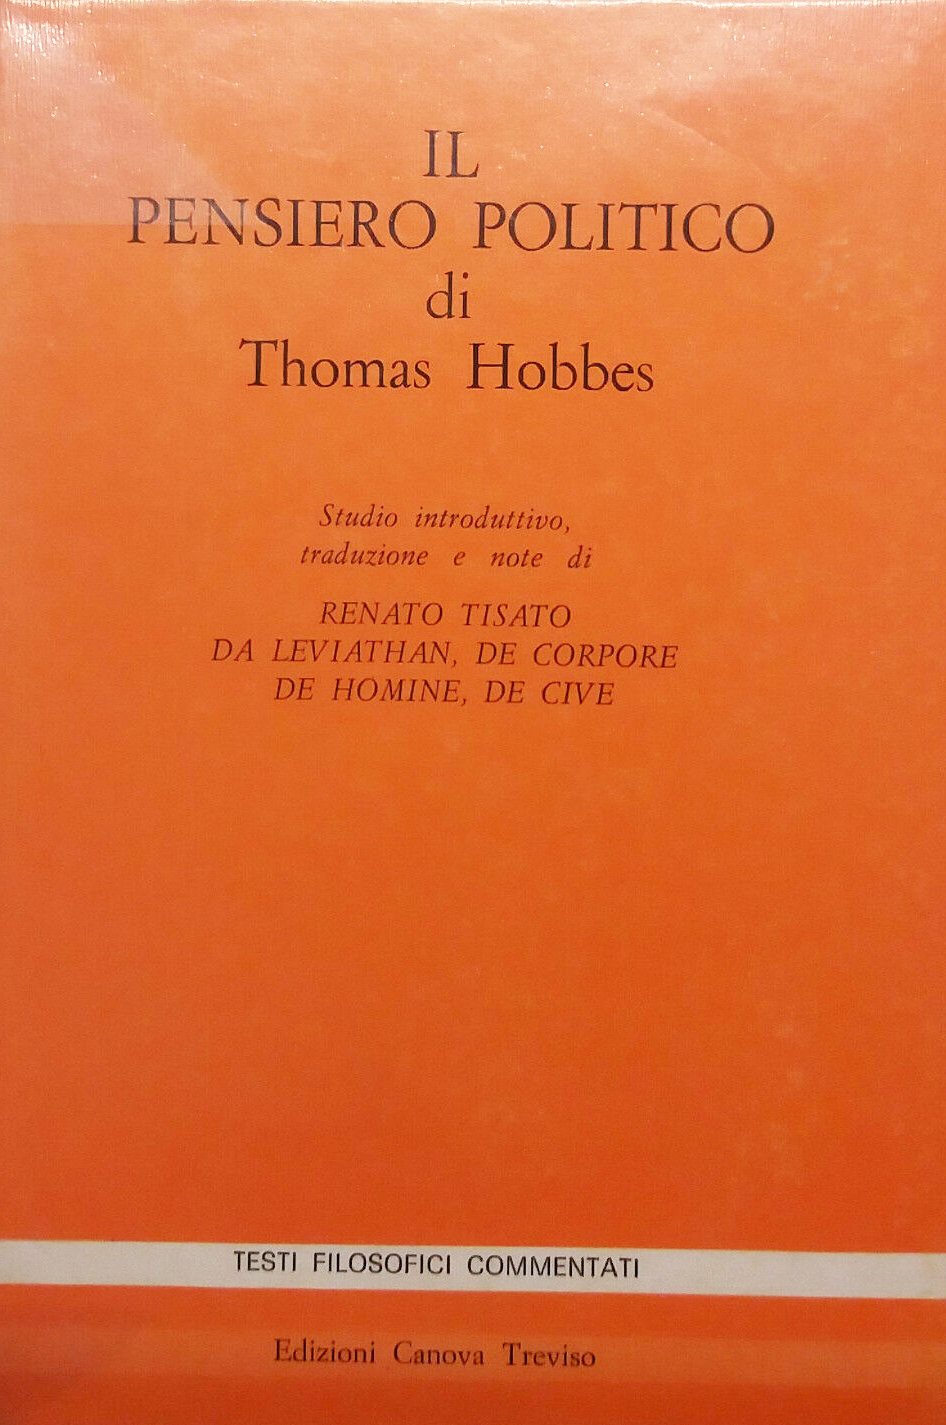 IL
PENSIERO POLITICO
di
Thomas Hobbes
Studio introduttivo,
traduzione e note di
RENATO TISATO
DA LEVIATHAN, DE CORPORE
DE HOMINE, DE CIVE
TESTI FILOSOFICI COMMENTATI
Edizioni Canova Treviso